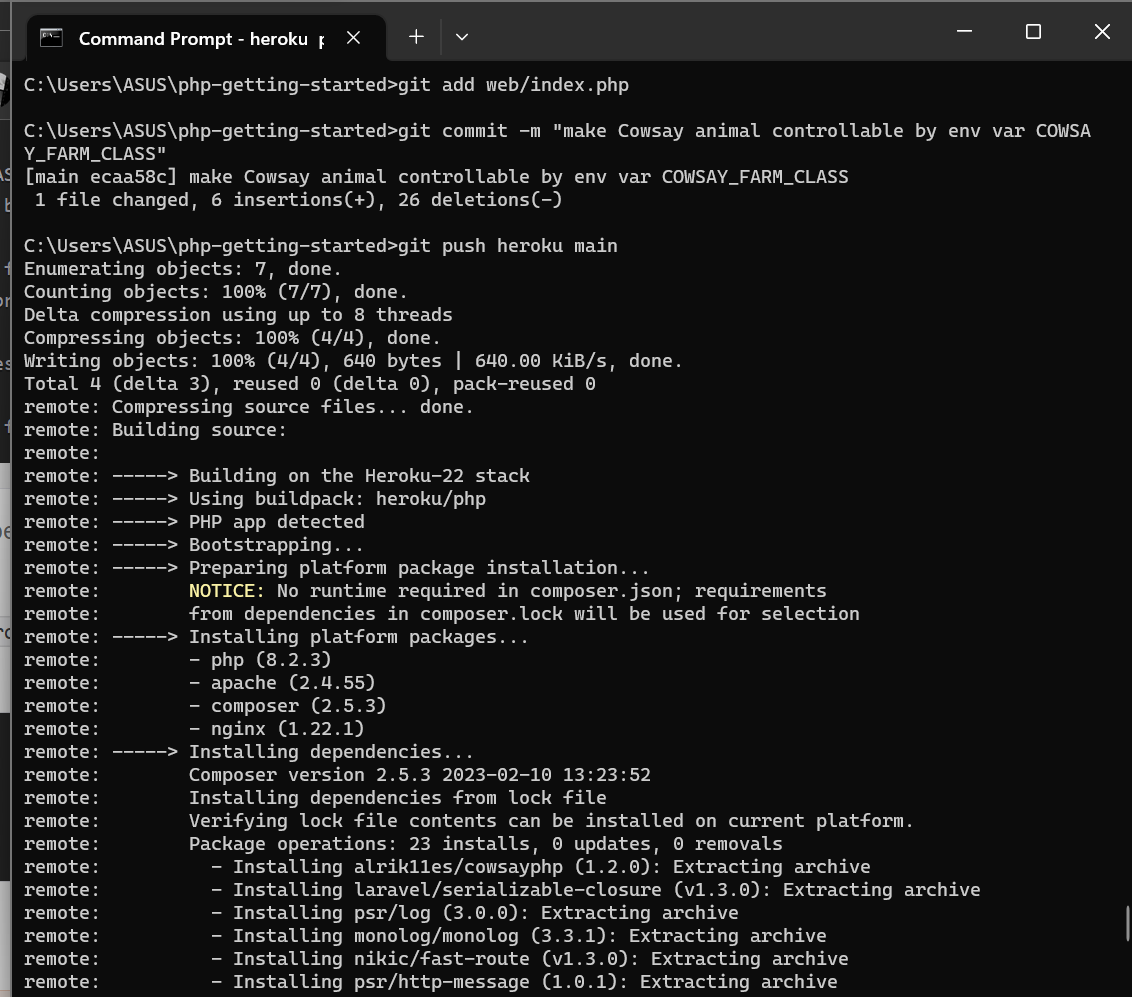 Command Prompt - heroku p
C:\Users\ASUS\php-getting-started>git add web/index.php
C:\Users\ASUS\php-getting-started>git commit -m "make Cowsay animal controllable by env var COWSA
Y_FARM_CLASS"
[main ecaa58c] make Cowsay animal controllable by env var COWSAY_FARM_CLASS
 1 file changed, 6 insertions(+), 26 deletions(-)
C:\Users\ASUS\php-getting-started>git push heroku main
Enumerating objects: 7, done.
Counting objects: 100% (7/7), done.
Delta compression using up to 8 threads
Compressing objects: 100% (4/4), done.
Writing objects: 100% (4/4), 640 bytes | 640.00 KiB/s, done.
Total 4 (delta 3), reused 0 (delta 0), pack-reused 0
remote: Compressing source files... done.
remote: Building source:
remote:
remote: -----> Building on the Heroku-22 stack
remote: -----> Using buildpack: heroku/php
remote: -----> PHP app detected
remote: -----> Bootstrapping...
remote: -----> Preparing platform package installation...
remote:        NOTICE: No runtime required in composer.json; requirements
remote:        from dependencies in composer.lock will be used for selection
remote: -----> Installing platform packages...
remote:        - php (8.2.3)
remote:        - apache (2.4.55)
remote:        - composer (2.5.3)
remote:        - nginx (1.22.1)
remote: -----> Installing dependencies...
remote:        Composer version 2.5.3 2023-02-10 13:23:52
remote:        Installing dependencies from lock file
remote:        Verifying lock file contents can be installed on current platform.
remote:        Package operations: 23 installs, 0 updates, 0 removals
remote:          - Installing alrik11es/cowsayphp (1.2.0): Extracting archive
remote:          - Installing laravel/serializable-closure (v1.3.0): Extracting archive
remote:          - Installing psr/log (3.0.0): Extracting archive
remote:          - Installing monolog/monolog (3.3.1): Extracting archive
remote:          - Installing nikic/fast-route (v1.3.0): Extracting archive
remote:          - Installing psr/http-message (1.0.1): Extracting archive